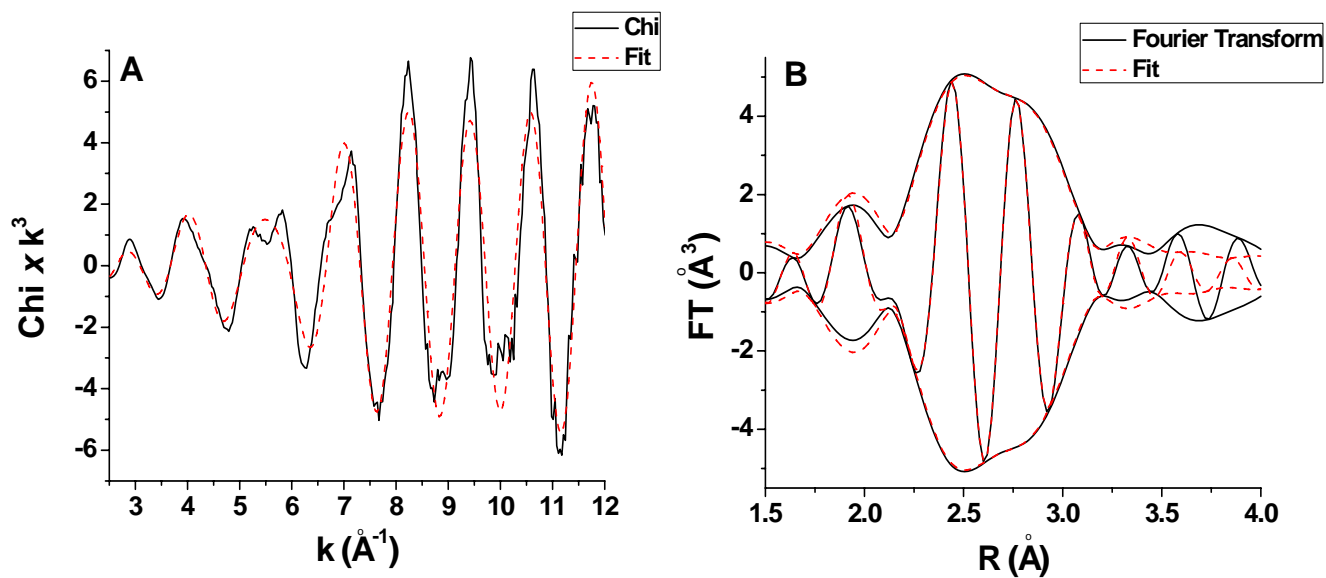 A
Chi
Fit
6
4
2
0
-2
-4
-6
Chi x k³
3 4 5 6 7 8 9 10 11 12
k (Å⁻¹)
B
Fourier Transform
Fit
4
2
0
-2
-4
FT (Å³)
1.5 2.0 2.5 3.0 3.5 4.0
R (Å)